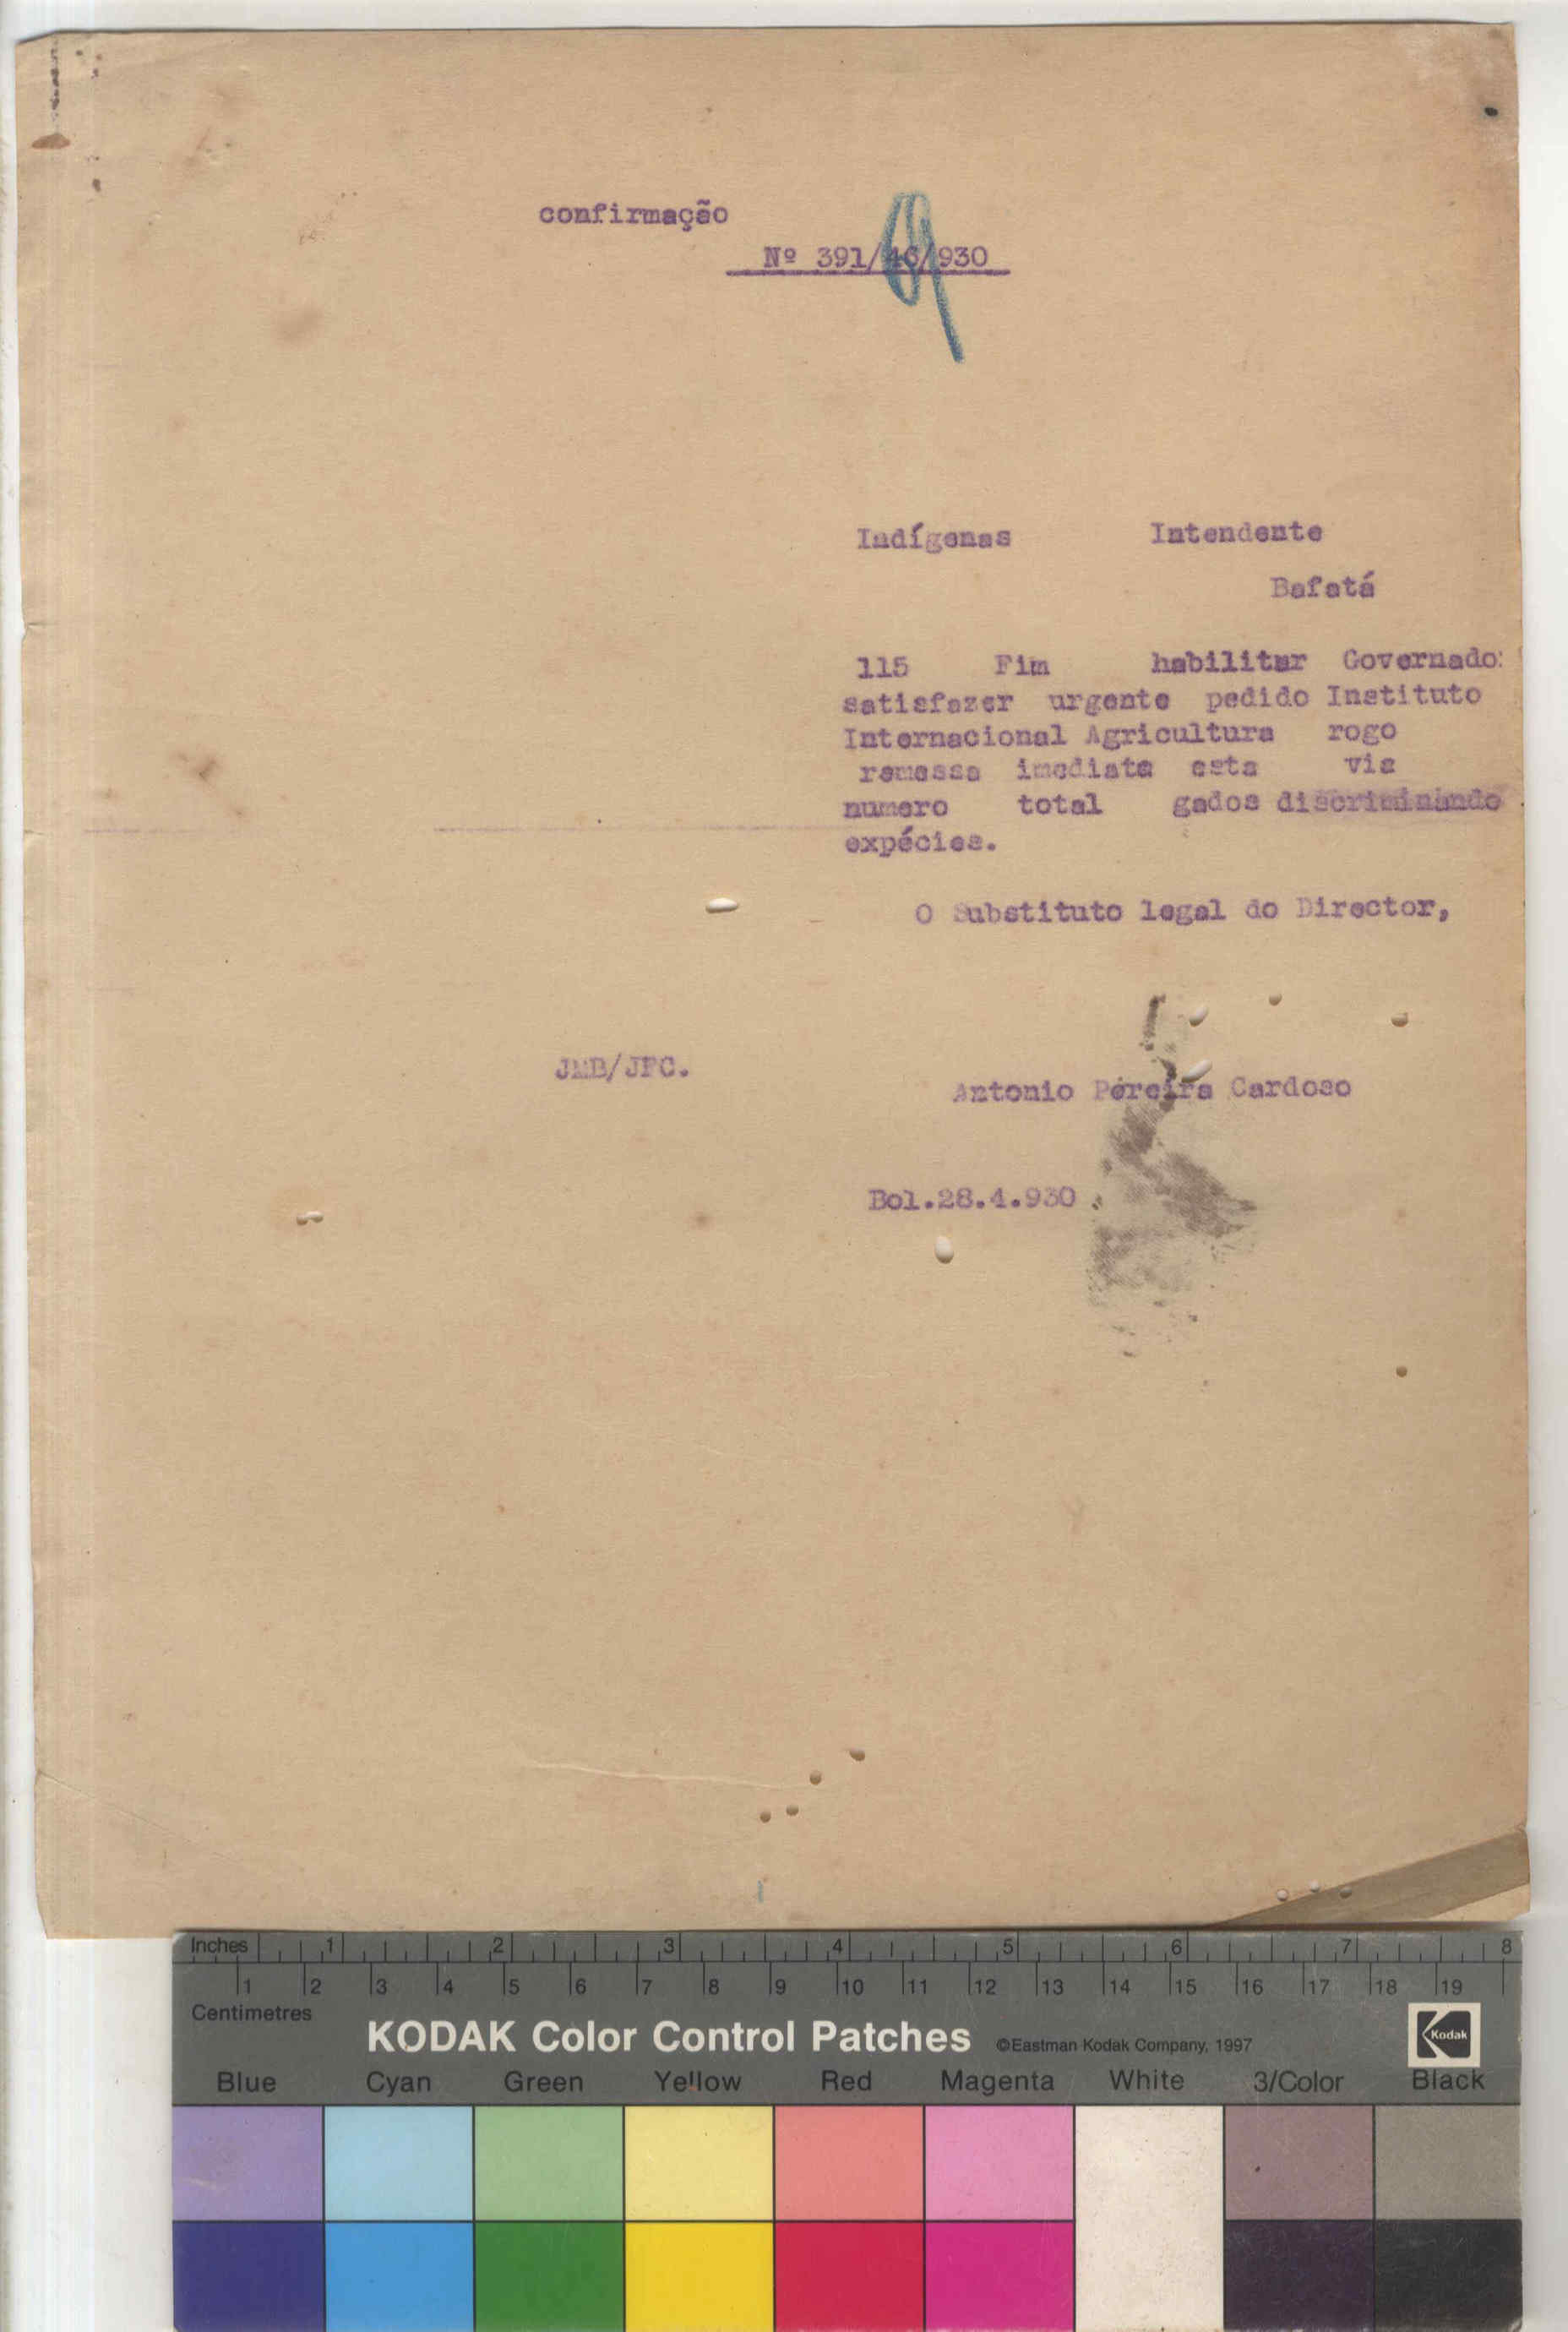 confirmação
Nº 391/46/930
Indígenas Intendente
Bafatá
115 Fim habilitar Governado
satisfazer urgente pedido Instituto
Internacional Agricultura rogo
remessa imediata esta via
numero total gados discriminando
expécies.
O Substituto legal do Director,
JMB/JFC.
Antonio Pereira Cardoso
Bol.28.4.930
Inches 1 2 3 4 5 6 7 8
1 2 3 4 5 6 7 8 9 10 11 12 13 14 15 16 17 18 19
Centimetres
KODAK Color Control Patches ©Eastman Kodak Company, 1997 Kodak
Blue Cyan Green Yellow Red Magenta White 3/Color Black